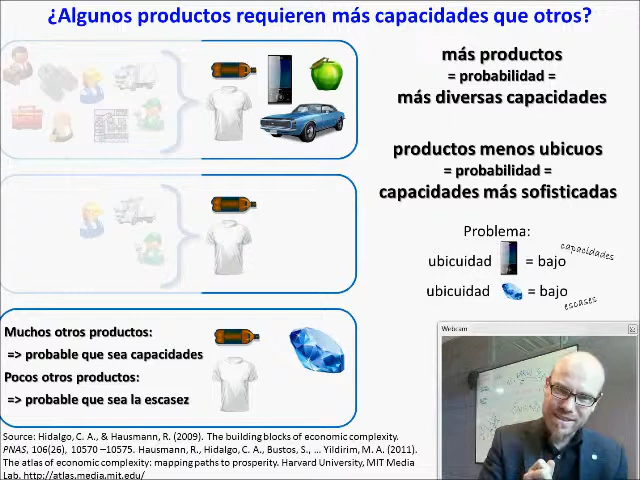 ¿Algunos productos requieren más capacidades que otros?
más productos
= probabilidad =
más diversas capacidades
productos menos ubicuos
= probabilidad =
capacidades más sofisticadas
Problema:
ubicuidad = bajo capacidades
ubicuidad = bajo escases
Muchos otros productos:
=> probable que sea capacidades
Pocos otros productos:
=> probable que sea la escasez
Webcam
Source: Hidalgo, C. A., & Hausmann, R. (2009). The building blocks of economic complexity.
PNAS, 106(26), 10570 –10575. Hausmann, R., Hidalgo, C. A., Bustos, S., … Yildirim, M. A. (2011).
The atlas of economic complexity: mapping paths to prosperity. Harvard University, MIT Media
Lab. http://atlas.media.mit.edu/